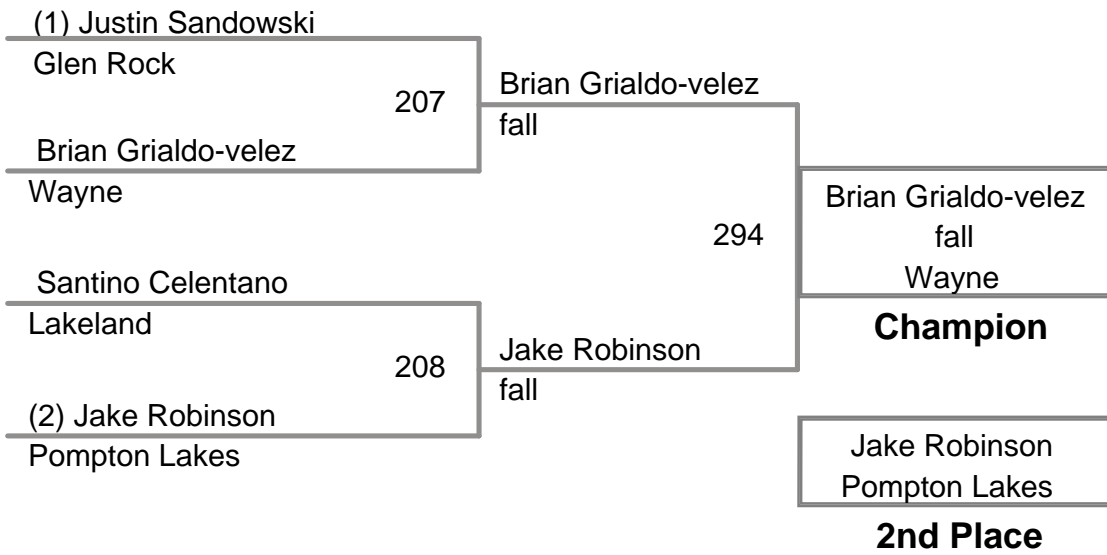 (1) Justin Sandowski
Glen Rock
207
Brian Grialdo-velez
Wayne
Brian Grialdo-velez
fall
Santino Celentano
Lakeland
208
(2) Jake Robinson
Pompton Lakes
Jake Robinson
fall
294
Brian Grialdo-velez
fall
Wayne
Champion
Jake Robinson
Pompton Lakes
2nd Place